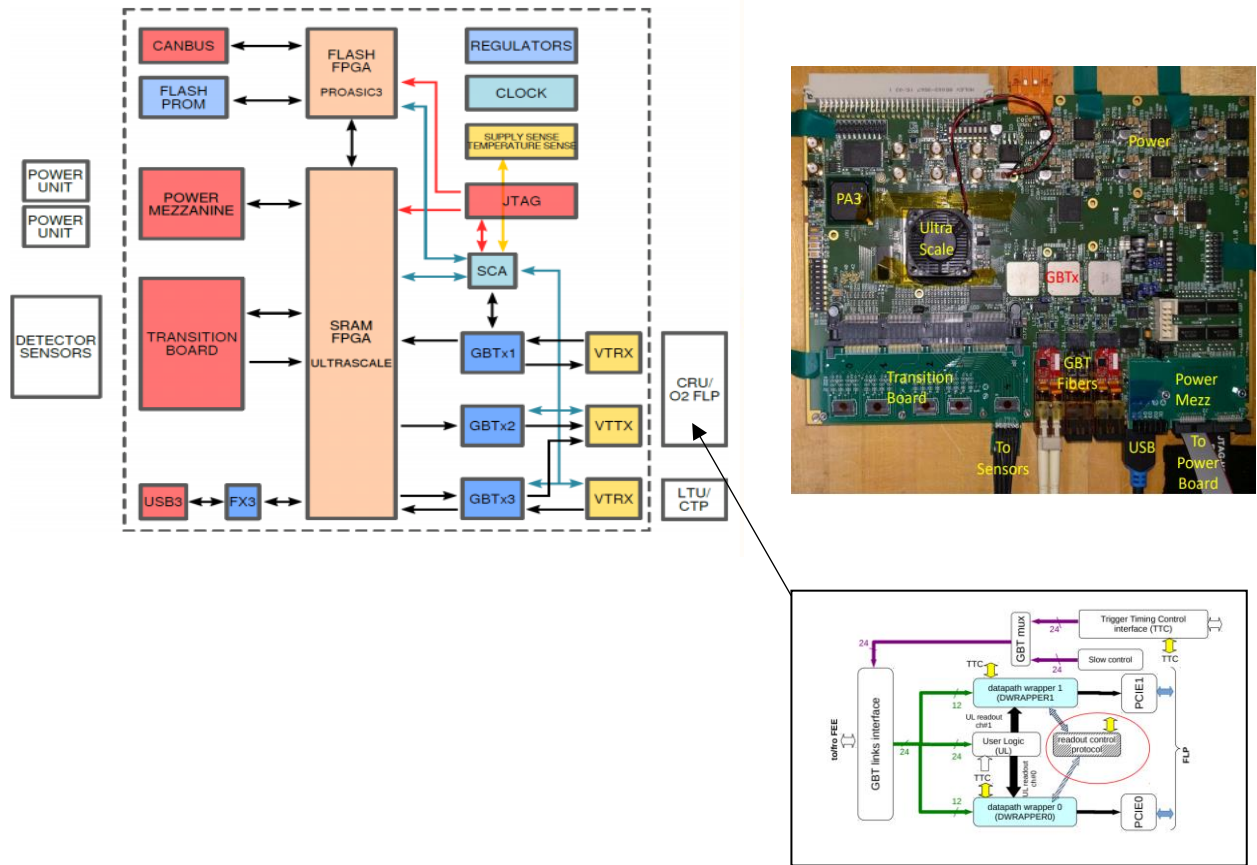 CANBUS
FLASH
PROM
FLASH
FPGA
PROASIC3
REGULATORS
CLOCK
SUPPLY SENSE
TEMPERATURE SENSE
JTAG
SCA
POWER
UNIT
POWER
UNIT
DETECTOR
SENSORS
POWER
MEZZANINE
TRANSITION
BOARD
SRAM
FPGA
ULTRASCALE
USB3
FX3
GBTx1
GBTx2
GBTx3
VTRX
VTTX
VTRX
CRU/
O2 FLP
LTU/
CTP
Power
PA3
Ultra
Scale
GBTx
Transition
Board
GBT
Fibers
Power
Mezz
To
Sensors
USB
To
Power
Board
JTAG
Trigger Timing Control
interface (TTC)
GBT mux
24
24
24
Slow control
TTC
TTC
datapath wrapper 1
(DWRAPPER1
PCIE1
12
UL readout
ch#1
to/fro FEE
GBT links interface
24
24
User Logic
(UL)
readout control
protocol
FLP
TTC
UL readout
ch#0
12
datapath wrapper 0
(DWRAPPER0)
PCIE0